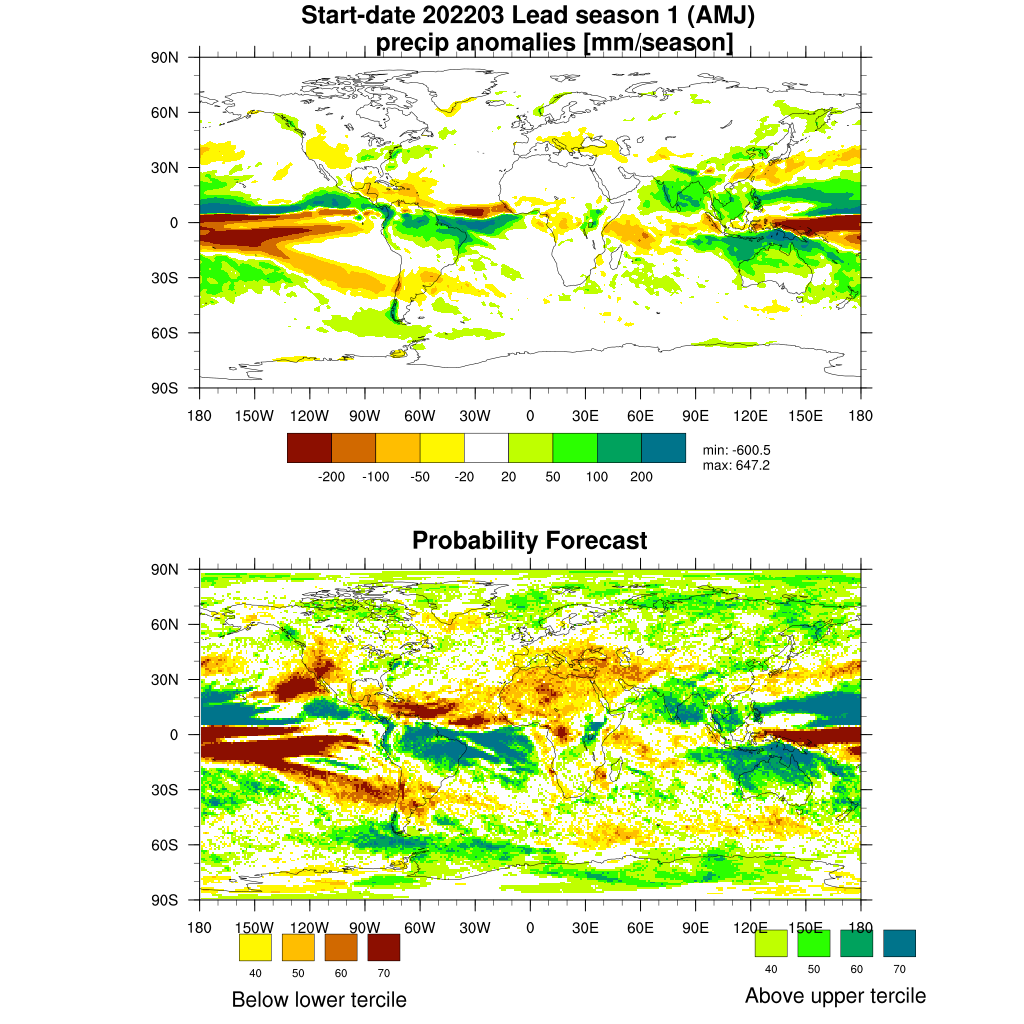 Start-date 202203 Lead season 1 (AMJ)
precip anomalies [mm/season]
90N
60N
30N
0
30S
60S
90S
180 150W 120W 90W 60W 30W 0 30E 60E 90E 120E 150E 180
-200 -100 -50 -20 20 50 100 200
min: -600.5
max: 647.2
Probability Forecast
90N
60N
30N
0
30S
60S
90S
180 150W 120W 90W 60W 30W 0 30E 60E 90E 120E 150E 180
40 50 60 70
Below lower tercile
40 50 60 70
Above upper tercile